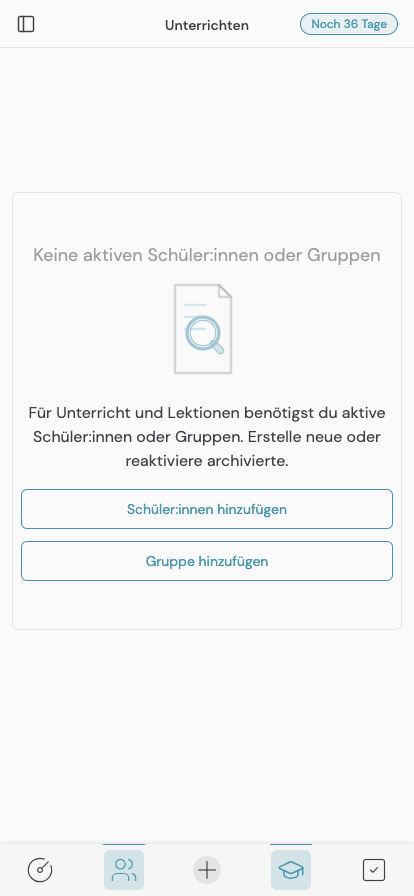 Unterrichten
Noch 36 Tage
Keine aktiven Schüler:innen oder Gruppen
Für Unterricht und Lektionen benötigst du aktive
Schüler:innen oder Gruppen. Erstelle neue oder
reaktiviere archivierte.
Schüler:innen hinzufügen
Gruppe hinzufügen